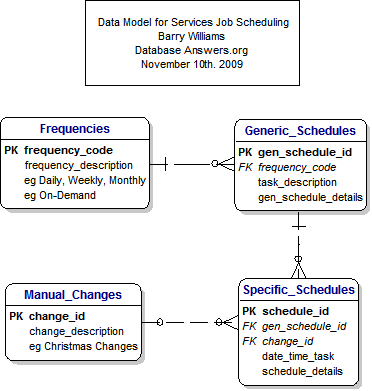 Data Model for Services Job Scheduling
Barry Williams
Database Answers.org
November 10th. 2009
Frequencies
PK frequency_code
frequency_description
eg Daily, Weekly, Monthly
eg On-Demand
Generic_Schedules
PK gen_schedule_id
FK frequency_code
task_description
gen_schedule_details
Manual_Changes
PK change_id
change_description
eg Christmas Changes
Specific_Schedules
PK schedule_id
FK gen_schedule_id
FK change_id
date_time_task
schedule_details